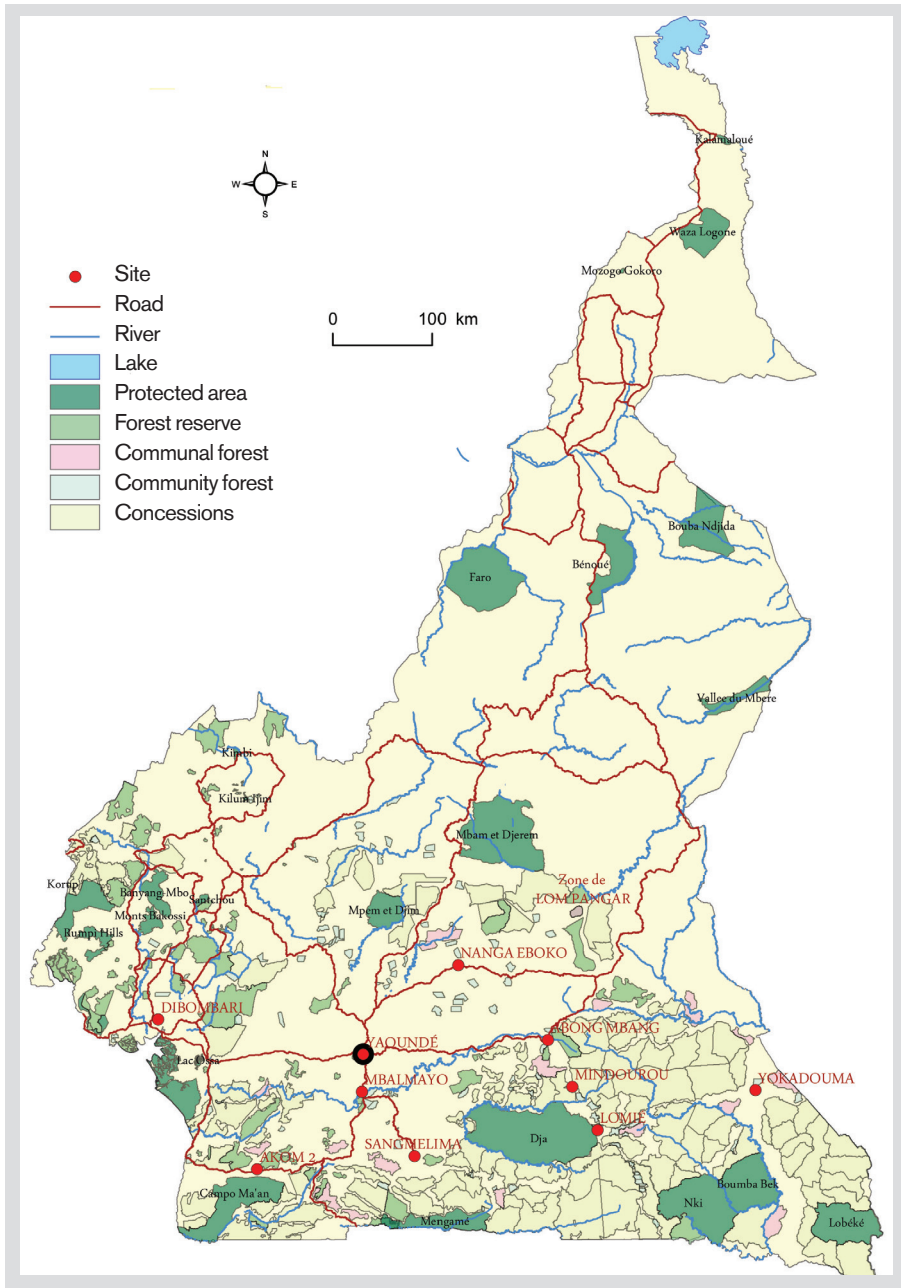 N
W
E
S
Site
Road
River
Lake
Protected area
Forest reserve
Communal forest
Community forest
Concessions
0 100 km
Kalamaloué
Waza Logone
Mozogo Gokoro
Bouba Ndjida
Bénoué
Faro
Vallee du Mbere
Kimbi
Kilum Ijim
Mbam et Djerem
Zone de
LOM PANGAR
Korup
Banyang-Mbo
Santchou
Monts Bakossi
Mpem et Djim
Rumpi Hills
NANGA EBOKO
DIBOMBARI
ABONG MBANG
YAOUNDÉ
Lac Ossa
MBALMAYO
MINDOUROU
YOKADOUMA
LOMIÉ
Dja
SANGMELIMA
AKOM 2
Campo Ma'an
Boumba Bek
Nki
Mengamé
Lobéké